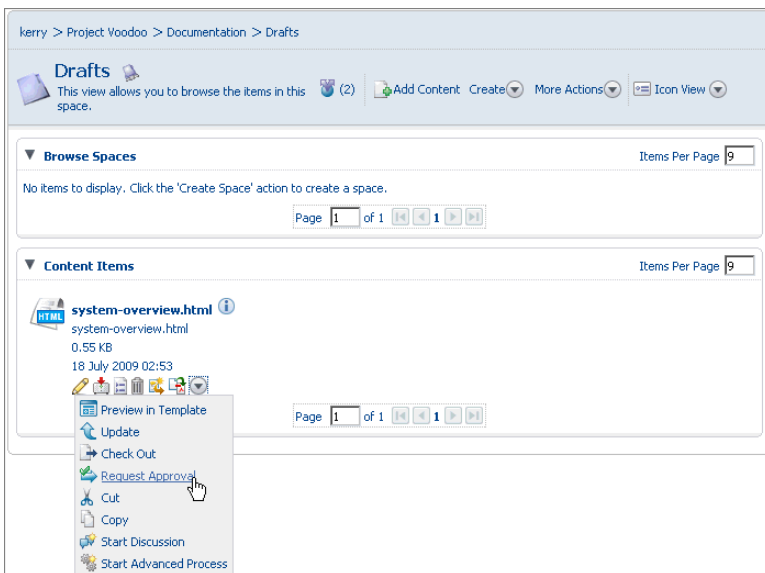 kerry > Project Voodoo > Documentation > Drafts
Drafts
This view allows you to browse the items in this
space.
(2)
Add Content Create More Actions Icon View
Browse Spaces
Items Per Page 9
No items to display. Click the 'Create Space' action to create a space.
Page 1 of 1 1
Content Items
Items Per Page 9
HTML
system-overview.html
system-overview.html
0.55 KB
18 July 2009 02:53
Page 1 of 1 1
Preview in Template
Update
Check Out
Request Approval
Cut
Copy
Start Discussion
Start Advanced Process